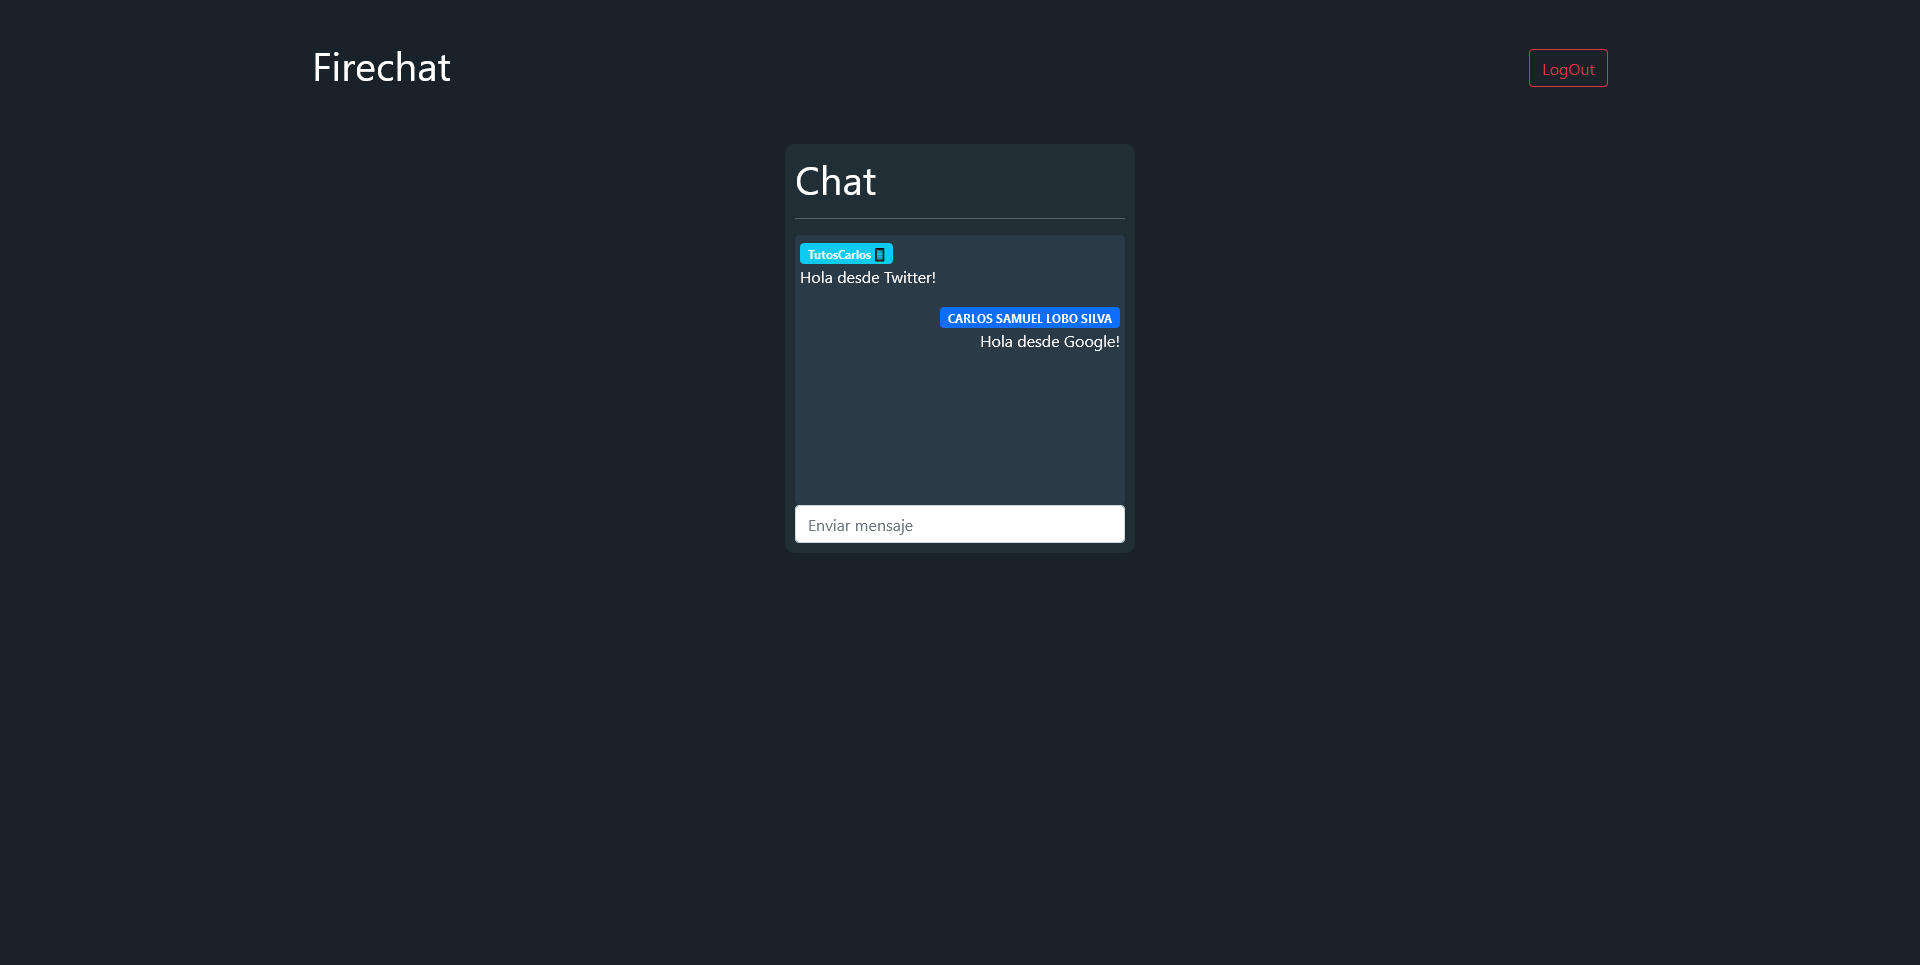 Firechat
LogOut
Chat
TutosCarlos📱
Hola desde Twitter!
CARLOS SAMUEL LOBO SILVA
Hola desde Google!
Enviar mensaje